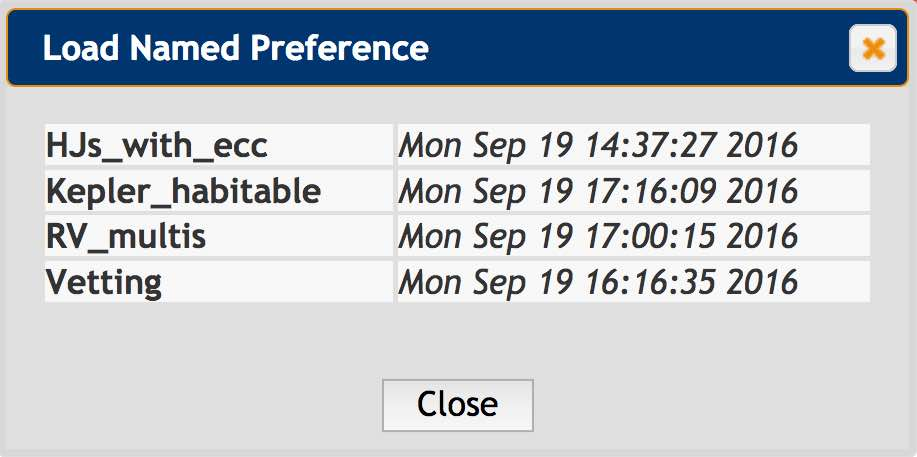 Load Named Preference
HJs_with_ecc Mon Sep 19 14:37:27 2016
Kepler_habitable Mon Sep 19 17:16:09 2016
RV_multis Mon Sep 19 17:00:15 2016
Vetting Mon Sep 19 16:16:35 2016
Close